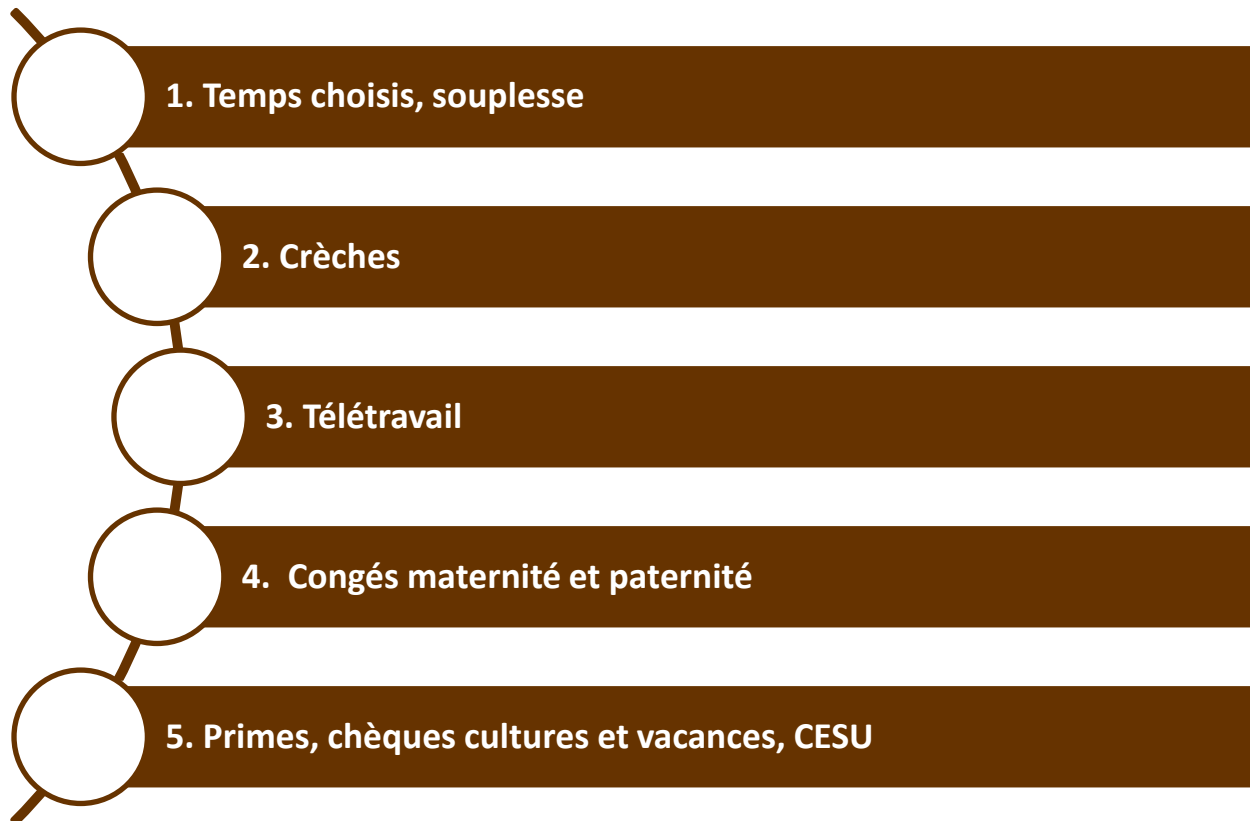 1. Temps choisis, souplesse
2. Crèches
3. Télétravail
4.  Congés maternité et paternité
5. Primes, chèques cultures et vacances, CESU